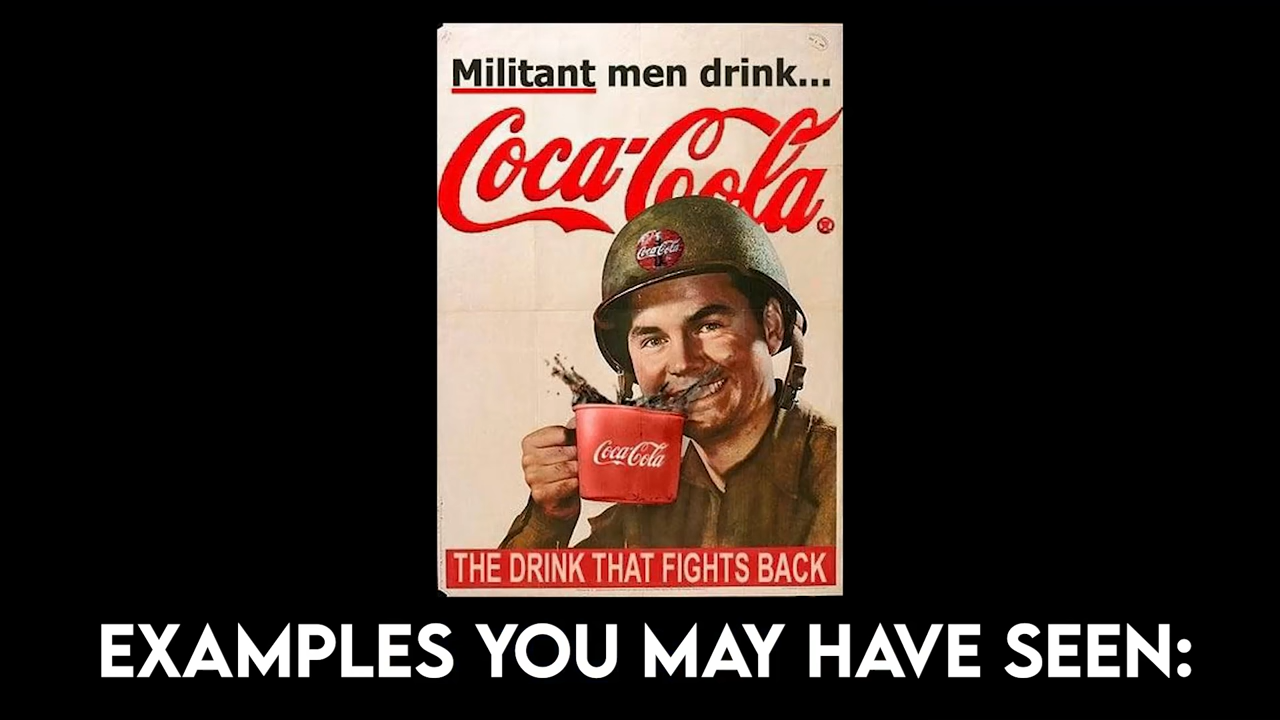 Militant men drink...
Coca-Cola
Coca-Cola
Coca-Cola
THE DRINK THAT FIGHTS BACK
EXAMPLES YOU MAY HAVE SEEN: